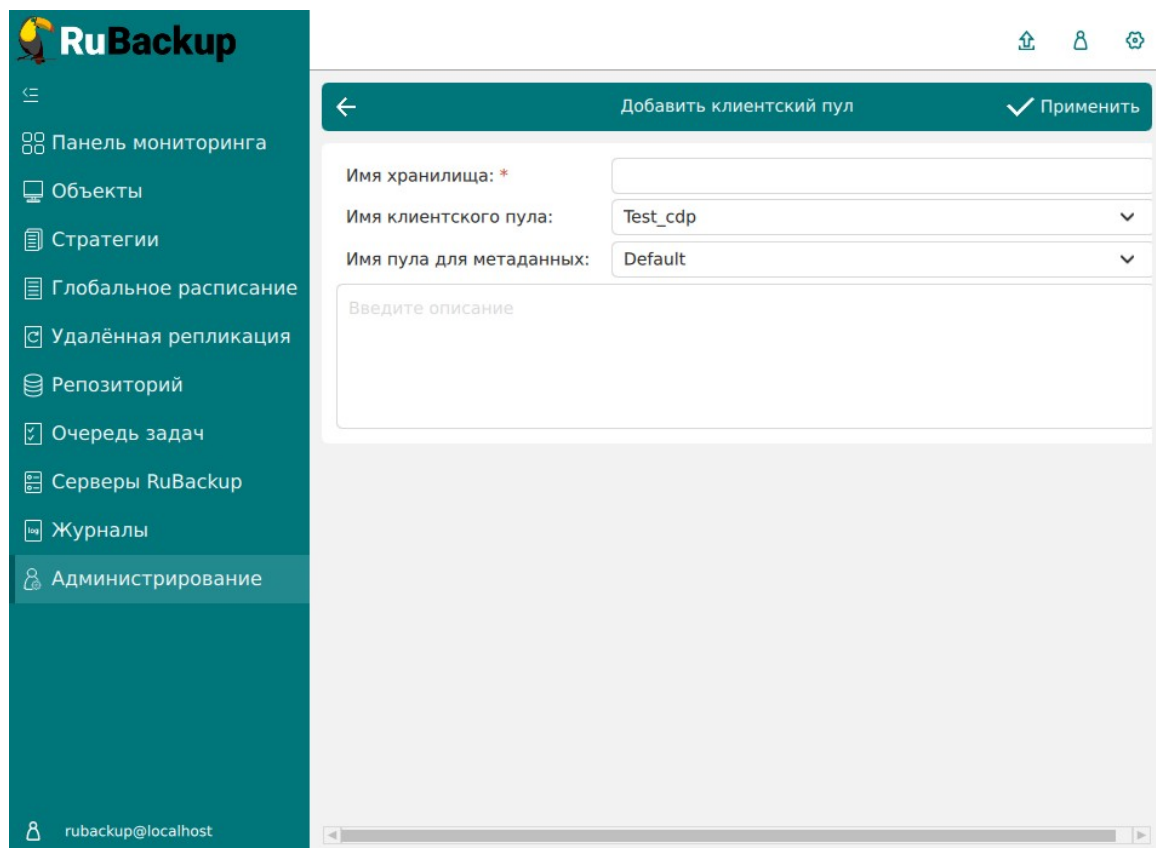 RuBackup
Панель мониторинга
Объекты
Стратегии
Глобальное расписание
Удалённая репликация
Репозиторий
Очередь задач
Серверы RuBackup
log Журналы
Администрирование
rubackup@localhost
Добавить клиентский пул
Применить
Имя хранилища: *
Имя клиентского пула: Test_cdp
Имя пула для метаданных: Default
Введите описание